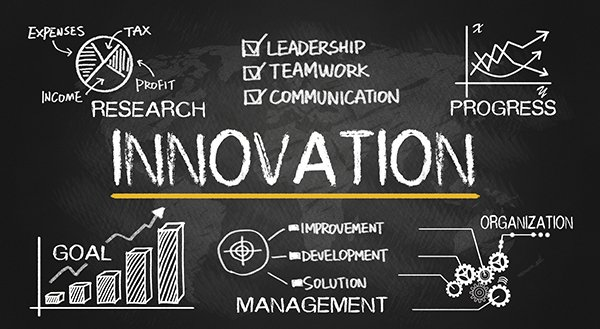 EXPENSES
TAX
PROFIT
INCOME
RESEARCH
LEADERSHIP
TEAMWORK
COMMUNICATION
x
y
PROGRESS
INNOVATION
GOAL
IMPROVEMENT
DEVELOPMENT
SOLUTION
MANAGEMENT
ORGANIZATION